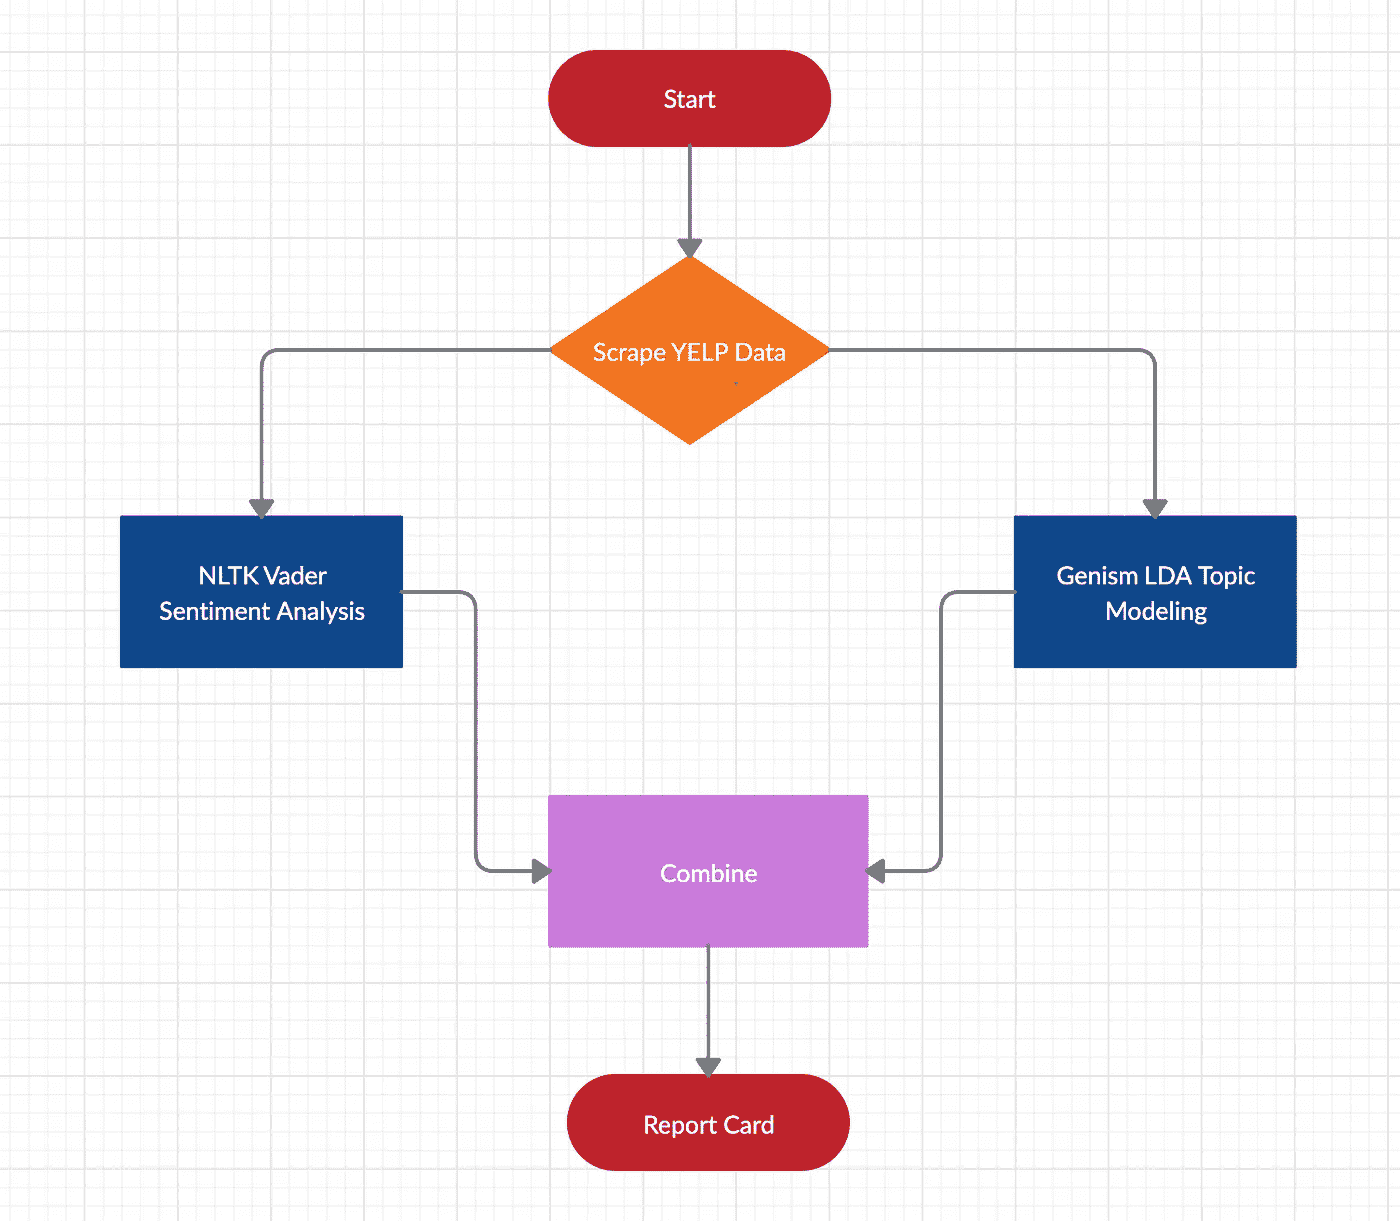 Start
Scrape YELP Data
NLTK Vader
Sentiment Analysis
Genism LDA Topic
Modeling
Combine
Report Card